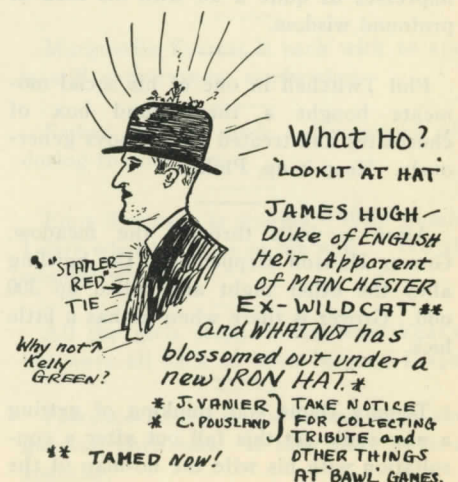 What Ho?
"LOOKIT 'AT HAT"
JAMES HUGH—
Duke of ENGLISH
Heir Apparent
of MANCHESTER
EX-WILDCAT **
and WHATNOT has
blossomed out under a
new IRON HAT.*
"STATLER
RED"
TIE
Why not
Kelly
GREEN?
* J. VANIER } TAKE NOTICE
* C. POUSLAND FOR COLLECTING
TRIBUTE and
OTHER THINGS
AT BAWL GAMES.
** TAMED NOW!